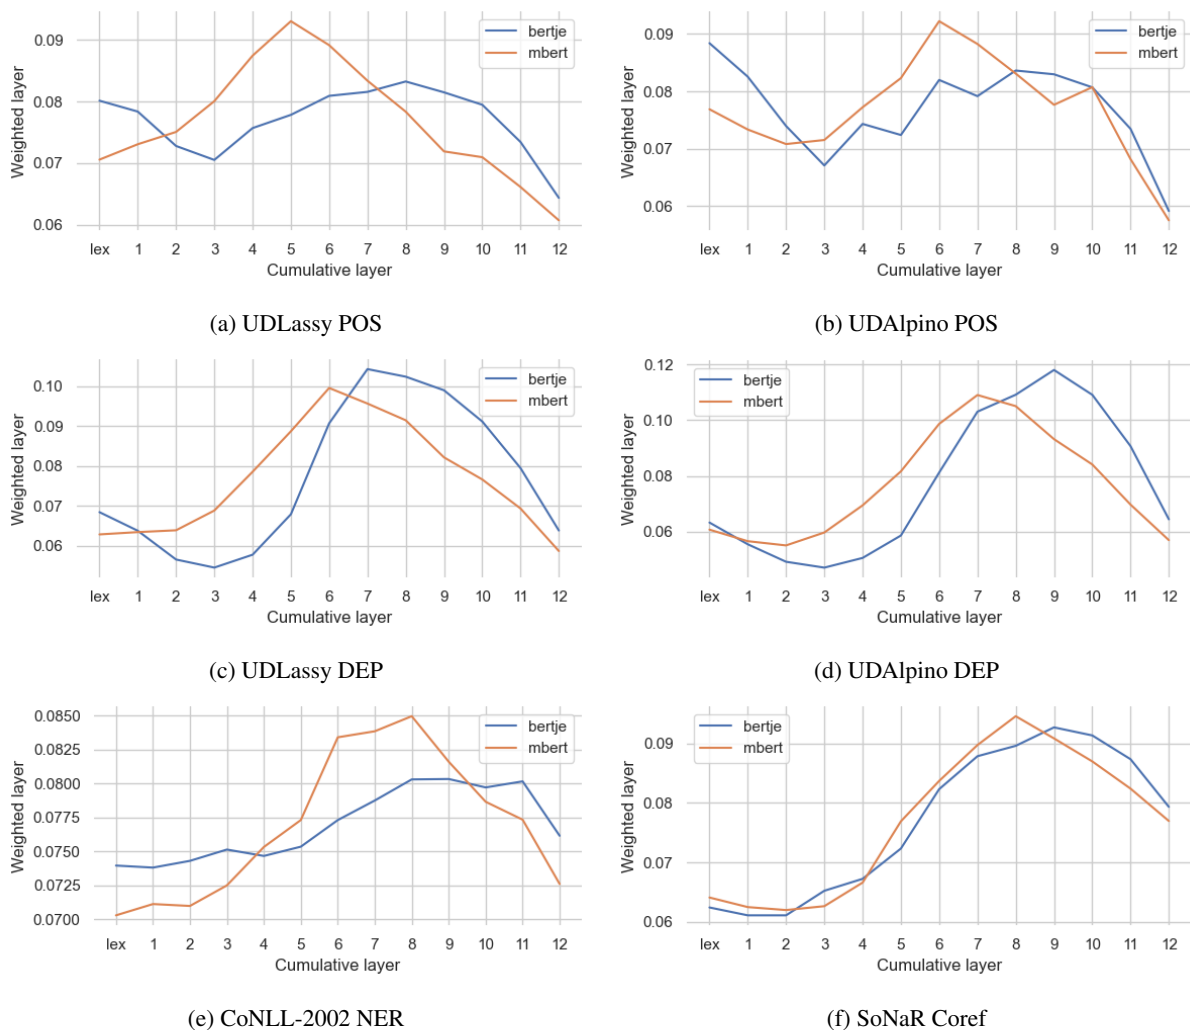 bertje
mbert
0.09
0.08
0.07
0.06
Weighted layer
lex 1 2 3 4 5 6 7 8 9 10 11 12
Cumulative layer
(a) UDLassy POS
bertje
mbert
0.09
0.08
0.07
0.06
Weighted layer
lex 1 2 3 4 5 6 7 8 9 10 11 12
Cumulative layer
(b) UDAlpino POS
bertje
mbert
0.10
0.09
0.08
0.07
0.06
Weighted layer
lex 1 2 3 4 5 6 7 8 9 10 11 12
Cumulative layer
(c) UDLassy DEP
bertje
mbert
0.12
0.10
0.08
0.06
Weighted layer
lex 1 2 3 4 5 6 7 8 9 10 11 12
Cumulative layer
(d) UDAlpino DEP
bertje
mbert
0.0850
0.0825
0.0800
0.0775
0.0750
0.0725
0.0700
Weighted layer
lex 1 2 3 4 5 6 7 8 9 10 11 12
Cumulative layer
(e) CoNLL-2002 NER
bertje
mbert
0.09
0.08
0.07
0.06
Weighted layer
lex 1 2 3 4 5 6 7 8 9 10 11 12
Cumulative layer
(f) SoNaR Coref